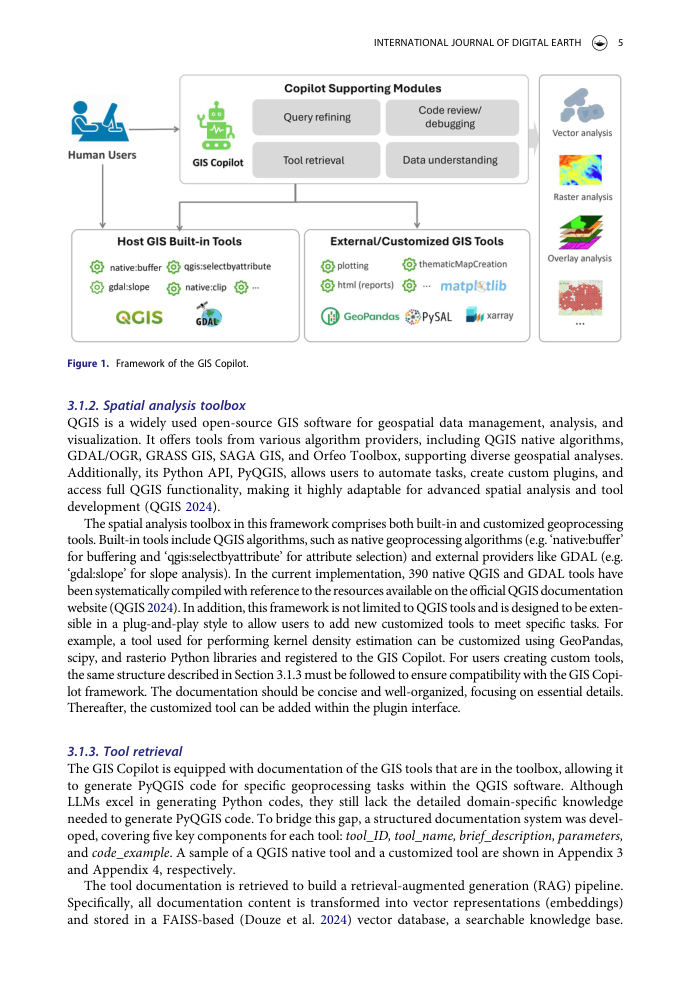 INTERNATIONAL JOURNAL OF DIGITAL EARTH 5
Copilot Supporting Modules
Query refining
Code review/
debugging
Human Users
GIS Copilot
Tool retrieval
Data understanding
Vector analysis
Raster analysis
Overlay analysis
...
Host GIS Built-in Tools
native:buffer
qgis:selectbyattribute
gdal:slope
native:clip
...
QGIS
GDAL
External/Customized GIS Tools
plotting
thematicMapCreation
html (reports)
...
matplotlib
GeoPandas
PySAL
xarray
Figure 1. Framework of the GIS Copilot.
3.1.2. Spatial analysis toolbox
QGIS is a widely used open-source GIS software for geospatial data management, analysis, and
visualization. It offers tools from various algorithm providers, including QGIS native algorithms,
GDAL/OGR, GRASS GIS, SAGA GIS, and Orfeo Toolbox, supporting diverse geospatial analyses.
Additionally, its Python API, PyQGIS, allows users to automate tasks, create custom plugins, and
access full QGIS functionality, making it highly adaptable for advanced spatial analysis and tool
development (QGIS 2024).
The spatial analysis toolbox in this framework comprises both built-in and customized geoprocessing
tools. Built-in tools include QGIS algorithms, such as native geoprocessing algorithms (e.g. ‘native:buffer’
for buffering and ‘qgis:selectbyattribute’ for attribute selection) and external providers like GDAL (e.g.
‘gdal:slope’ for slope analysis). In the current implementation, 390 native QGIS and GDAL tools have
been systematically compiled with reference to the resources available on the official QGIS documentation
website (QGIS 2024). In addition, this framework is not limited to QGIS tools and is designed to be exten-
sible in a plug-and-play style to allow users to add new customized tools to meet specific tasks. For
example, a tool used for performing kernel density estimation can be customized using GeoPandas,
scipy, and rasterio Python libraries and registered to the GIS Copilot. For users creating custom tools,
the same structure described in Section 3.1.3 must be followed to ensure compatibility with the GIS Copi-
lot framework. The documentation should be concise and well-organized, focusing on essential details.
Thereafter, the customized tool can be added within the plugin interface.
3.1.3. Tool retrieval
The GIS Copilot is equipped with documentation of the GIS tools that are in the toolbox, allowing it
to generate PyQGIS code for specific geoprocessing tasks within the QGIS software. Although
LLMs excel in generating Python codes, they still lack the detailed domain-specific knowledge
needed to generate PyQGIS code. To bridge this gap, a structured documentation system was devel-
oped, covering five key components for each tool: tool_ID, tool_name, brief_description, parameters,
and code_example. A sample of a QGIS native tool and a customized tool are shown in Appendix 3
and Appendix 4, respectively.
The tool documentation is retrieved to build a retrieval-augmented generation (RAG) pipeline.
Specifically, all documentation content is transformed into vector representations (embeddings)
and stored in a FAISS-based (Douze et al. 2024) vector database, a searchable knowledge base.